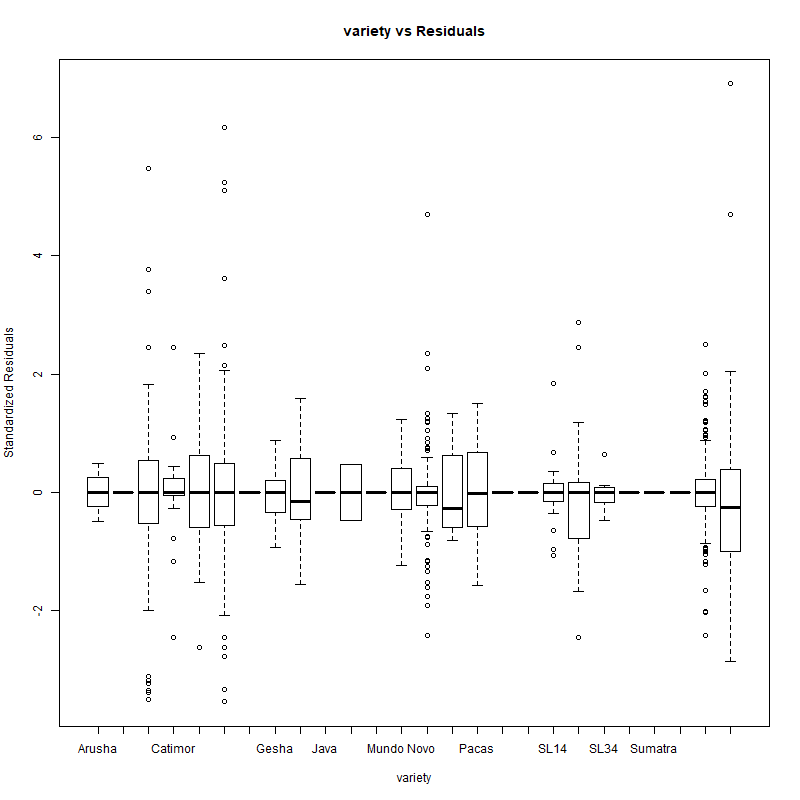 variety vs Residuals
Standardized Residuals
6
4
2
0
-2
Arusha Catimor Gesha Java Mundo Novo Pacas SL14 SL34 Sumatra
variety